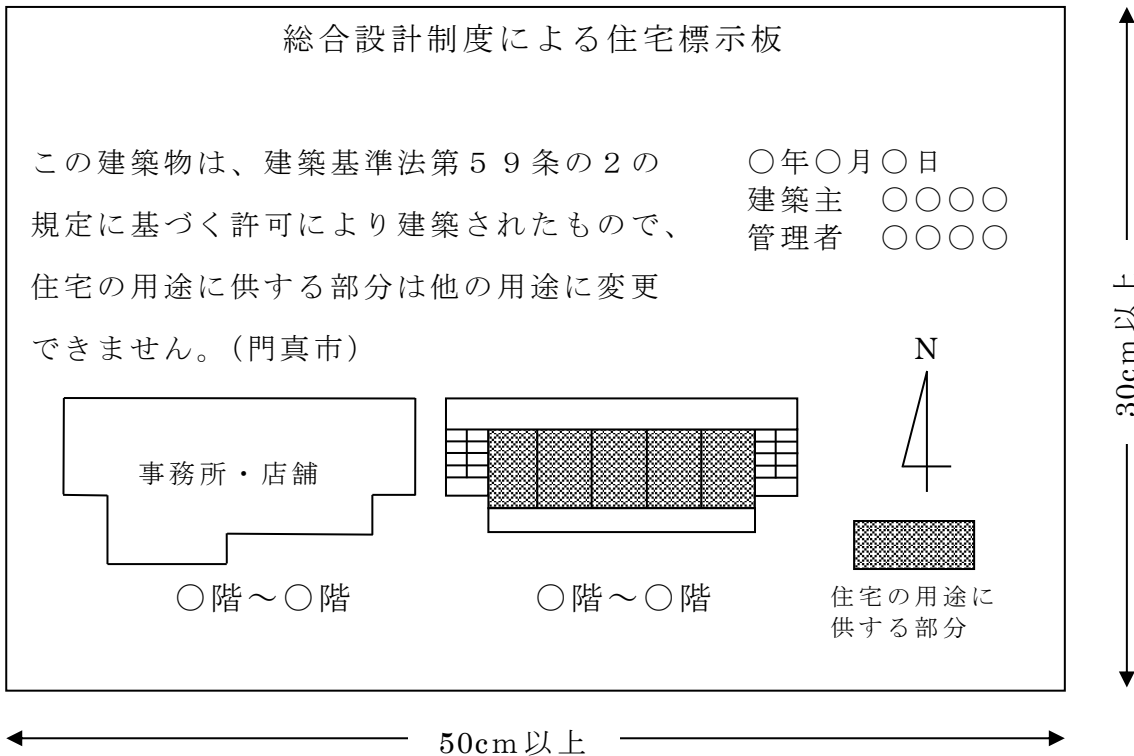 総合設計制度による住宅標示板
この建築物は、建築基準法第５９条の２の
規定に基づく許可により建築されたもので、
住宅の用途に供する部分は他の用途に変更
できません。（門真市）
○年○月○日
建築主　○○○○
管理者　○○○○
N
事務所・店舗
○階～○階
○階～○階
住宅の用途に
供する部分
30cm以上
50cm以上